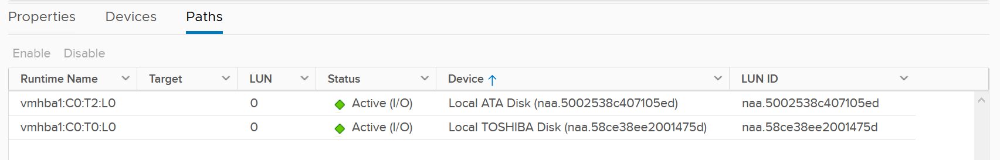 Properties Devices Paths
Enable Disable
Runtime Name Target LUN Status Device LUN ID
vmhba1:C0:T2:L0 0 Active (I/O) Local ATA Disk (naa.5002538c407105ed) naa.5002538c407105ed
vmhba1:C0:T0:L0 0 Active (I/O) Local TOSHIBA Disk (naa.58ce38ee2001475d) naa.58ce38ee2001475d